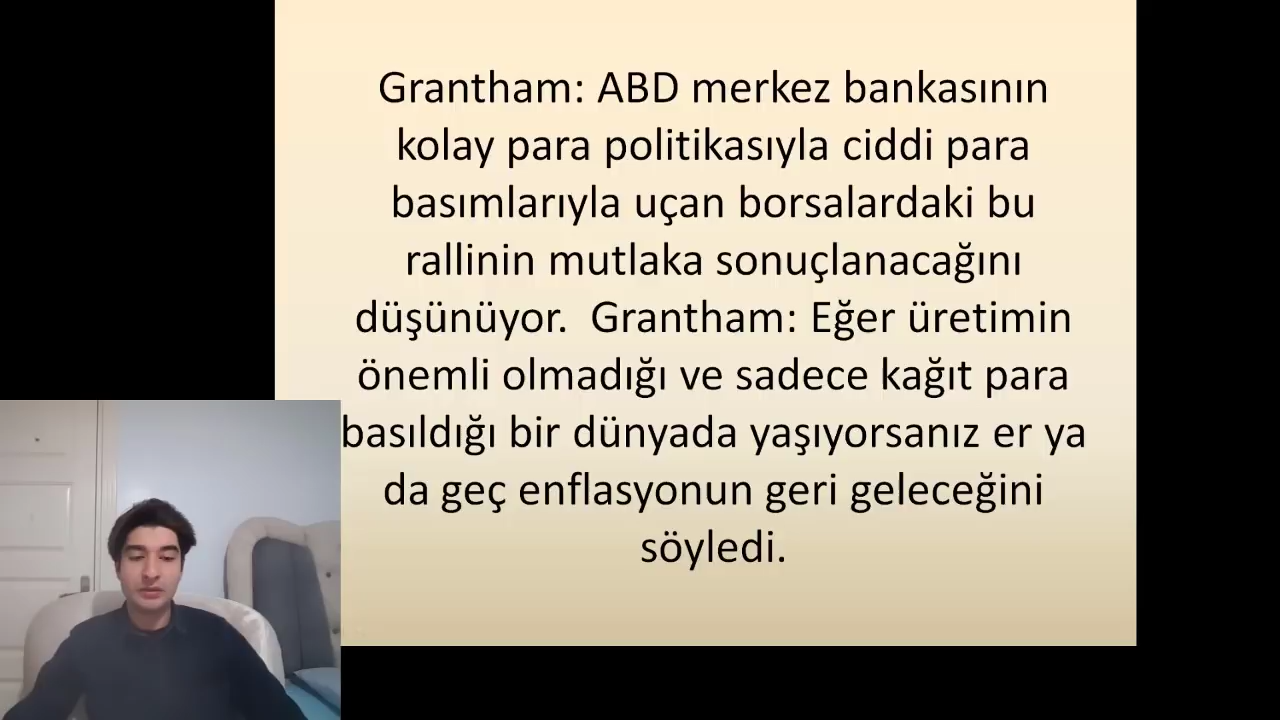 Grantham: ABD merkez bankasının
kolay para politikasıyla ciddi para
basımlarıyla uçan borsalardaki bu
rallinin mutlaka sonuçlanacağını
düşünüyor.  Grantham: Eğer üretimin
önemli olmadığı ve sadece kağıt para
basıldığı bir dünyada yaşıyorsanız er ya
da geç enflasyonun geri geleceğini
söyledi.